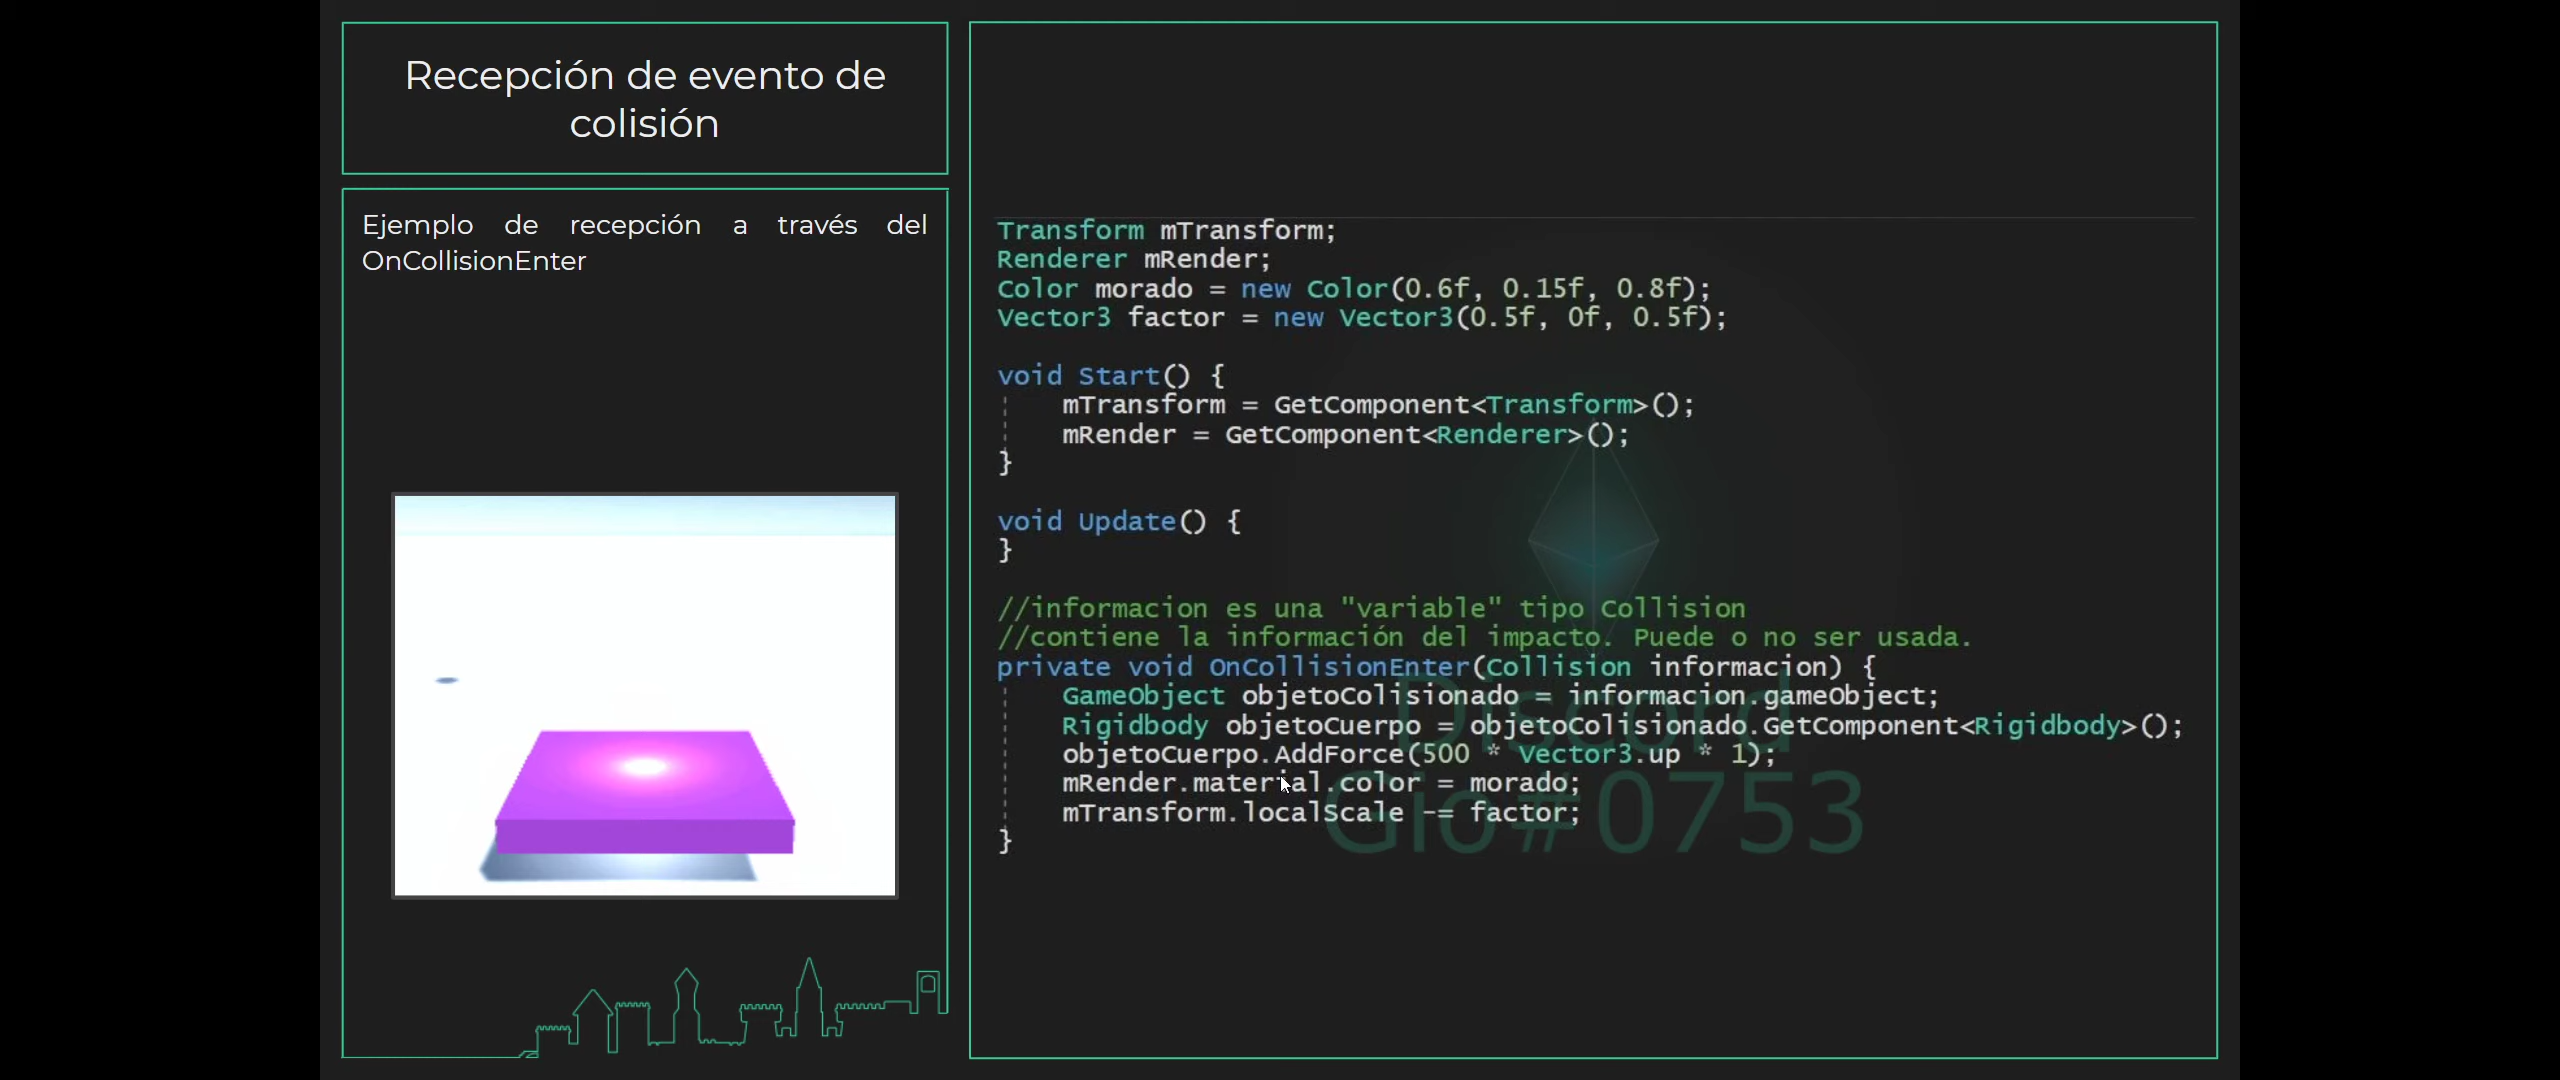 Recepción de evento de
colisión
Ejemplo de recepción a través del
OnCollisionEnter
Transform mTransform;
Renderer mRender;
Color morado = new Color(0.6f, 0.15f, 0.8f);
Vector3 factor = new Vector3(0.5f, 0f, 0.5f);
void Start() {
mTransform = GetComponent<Transform>();
mRender = GetComponent<Renderer>();
}
void Update() {
}
//informacion es una "variable" tipo Collision
//contiene la información del impacto. Puede o no ser usada.
private void OnCollisionEnter(Collision informacion) {
GameObject objetoColisionado = informacion.gameObject;
Rigidbody objetoCuerpo = objetoColisionado.GetComponent<Rigidbody>();
objetoCuerpo.AddForce(500 * Vector3.up * 1);
mRender.material.color = morado;
mTransform.localScale -= factor;
}
Discord
Gio#0753